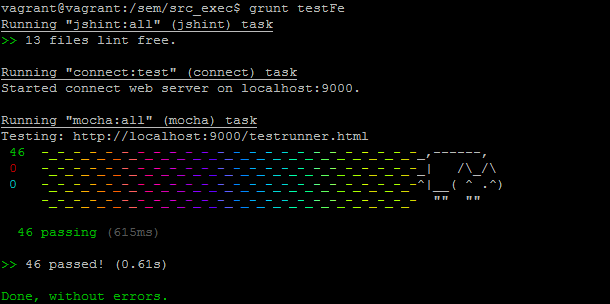 vagrant@vagrant:/sem/src_exec$ grunt testFe
Running "jshint:all" (jshint) task
>> 13 files lint free.
Running "connect:test" (connect) task
Started connect web server on localhost:9000.
Running "mocha:all" (mocha) task
Testing: http://localhost:9000/testrunner.html
46 -_-_-_-_-_-_-_-_-_-_-_-_-_-_-_-_-_-_-_-_-_-_-_-_,------,
0 -_-_-_-_-_-_-_-_-_-_-_-_-_-_-_-_-_-_-_-_-_-_-_-_| /\_/\
0 -_-_-_-_-_-_-_-_-_-_-_-_-_-_-_-_-_-_-_-_-_-_-_-^|__( ^ .^)
-_-_-_-_-_-_-_-_-_-_-_-_-_-_-_-_-_-_-_-_-_-_-_- "" ""
46 passing (615ms)
>> 46 passed! (0.61s)
Done, without errors.